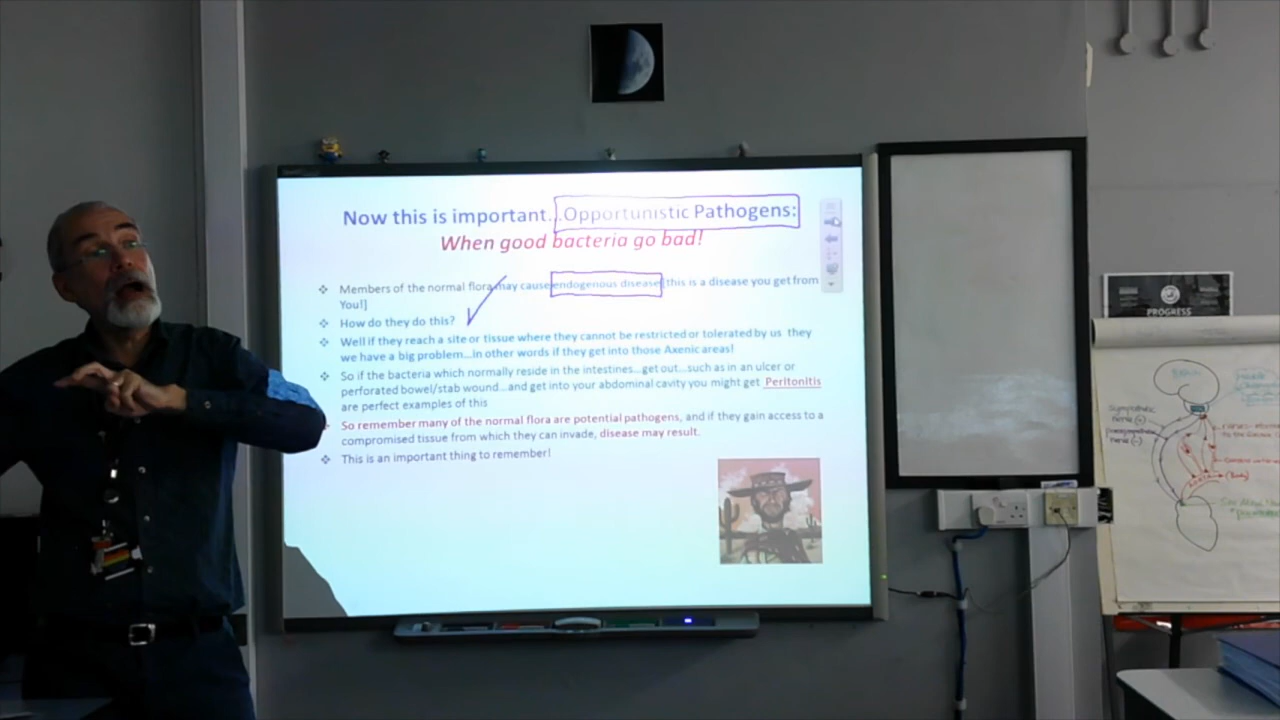 Now this is important...Opportunistic Pathogens:
When good bacteria go bad!
Members of the normal flora may cause endogenous disease[this is a disease you get from
You!]
How do they do this?
Well if they reach a site or tissue where they cannot be restricted or tolerated by us they
we have a big problem...in other words if they get into those Axenic areas!
So if the bacteria which normally reside in the intestines...get out...such as in an ulcer or
perforated bowel/stab wound...and get into your abdominal cavity you might get Peritonitis
are perfect examples of this
So remember many of the normal flora are potential pathogens, and if they gain access to a
compromised tissue from which they can invade, disease may result.
This is an important thing to remember!
PROGRESS
Sympathetic
nerve (+)
nerve (-)